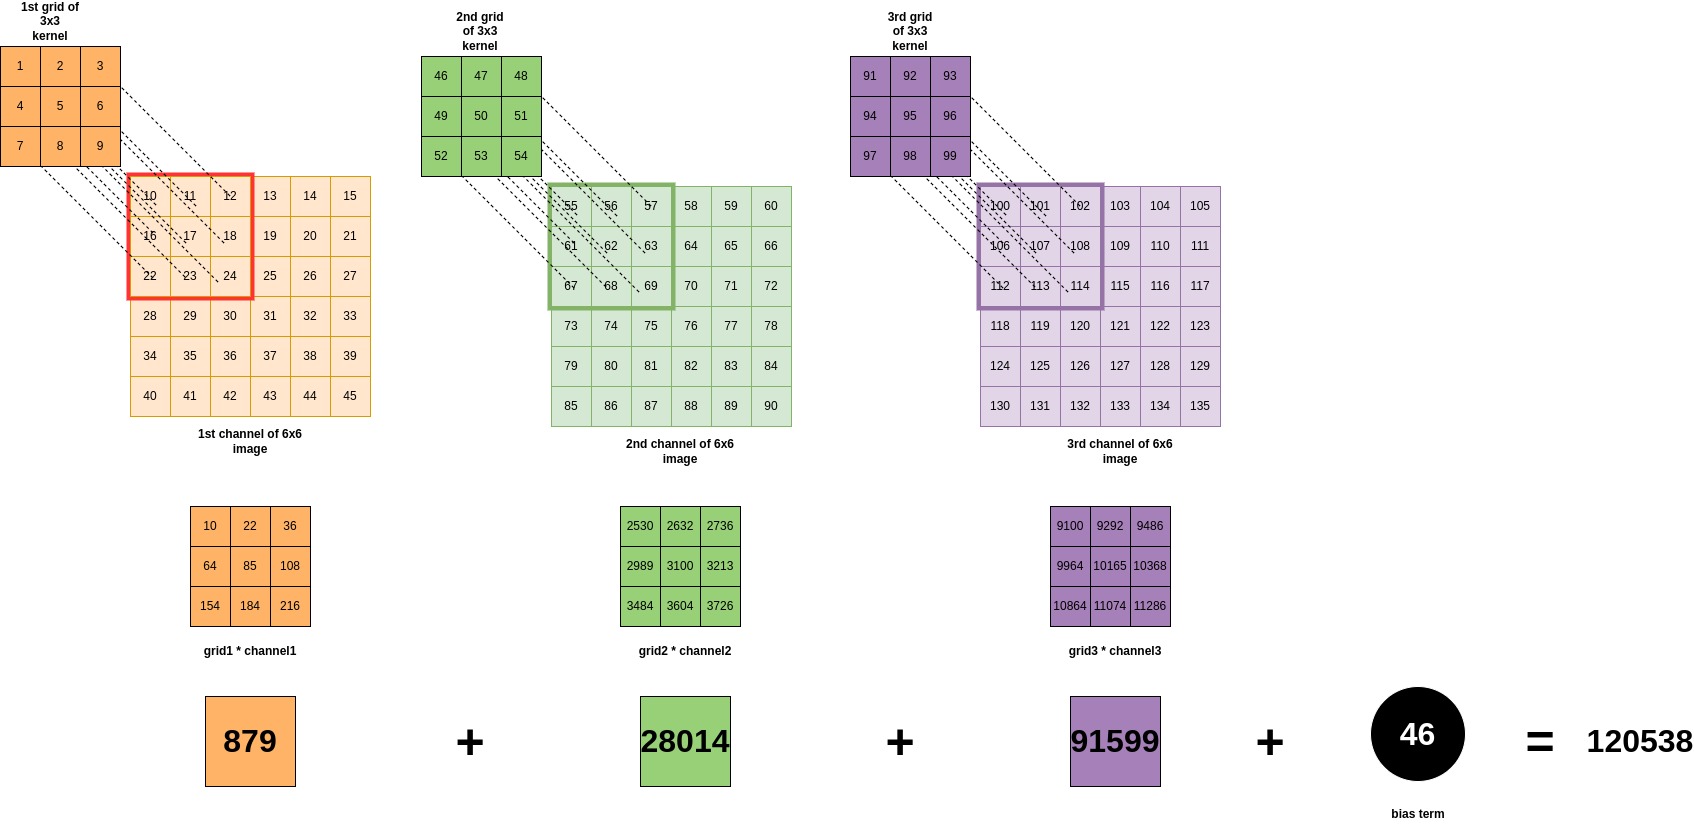 1st grid of
3x3
kernel
1 2 3
4 5 6
7 8 9
10 11 12 13 14 15
16 17 18 19 20 21
22 23 24 25 26 27
28 29 30 31 32 33
34 35 36 37 38 39
40 41 42 43 44 45
1st channel of 6x6
image
2nd grid
of 3x3
kernel
46 47 48
49 50 51
52 53 54
55 56 57 58 59 60
61 62 63 64 65 66
67 68 69 70 71 72
73 74 75 76 77 78
79 80 81 82 83 84
85 86 87 88 89 90
2nd channel of 6x6
image
3rd grid
of 3x3
kernel
91 92 93
94 95 96
97 98 99
100 101 102 103 104 105
106 107 108 109 110 111
112 113 114 115 116 117
118 119 120 121 122 123
124 125 126 127 128 129
130 131 132 133 134 135
3rd channel of 6x6
image
10 22 36
64 85 108
154 184 216
grid1 * channel1
2530 2632 2736
2989 3100 3213
3484 3604 3726
grid2 * channel2
9100 9292 9486
9964 10165 10368
10864 11074 11286
grid3 * channel3
879 + 28014 + 91599 + 46 = 120538
bias term